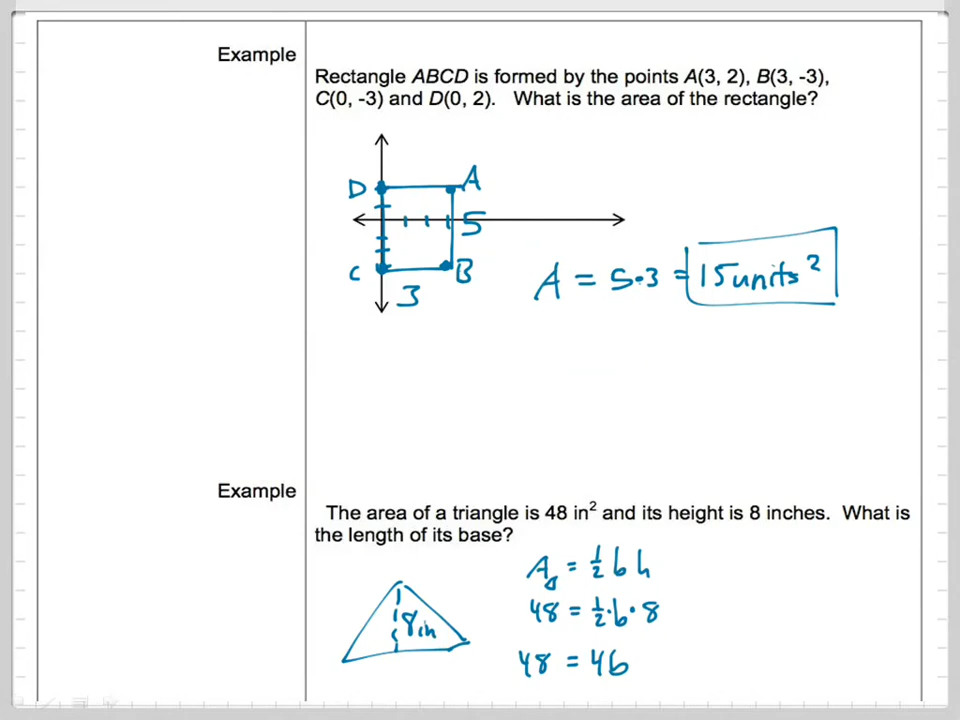 Example
Rectangle ABCD is formed by the points A(3, 2), B(3, -3),
C(0, -3) and D(0, 2). What is the area of the rectangle?
D A
5
C B
3
A = 5·3 = 15 units²
Example
The area of a triangle is 48 in² and its height is 8 inches. What is
the length of its base?
8in
A△ = ½ b h
48 = ½·b·8
48 = 4b